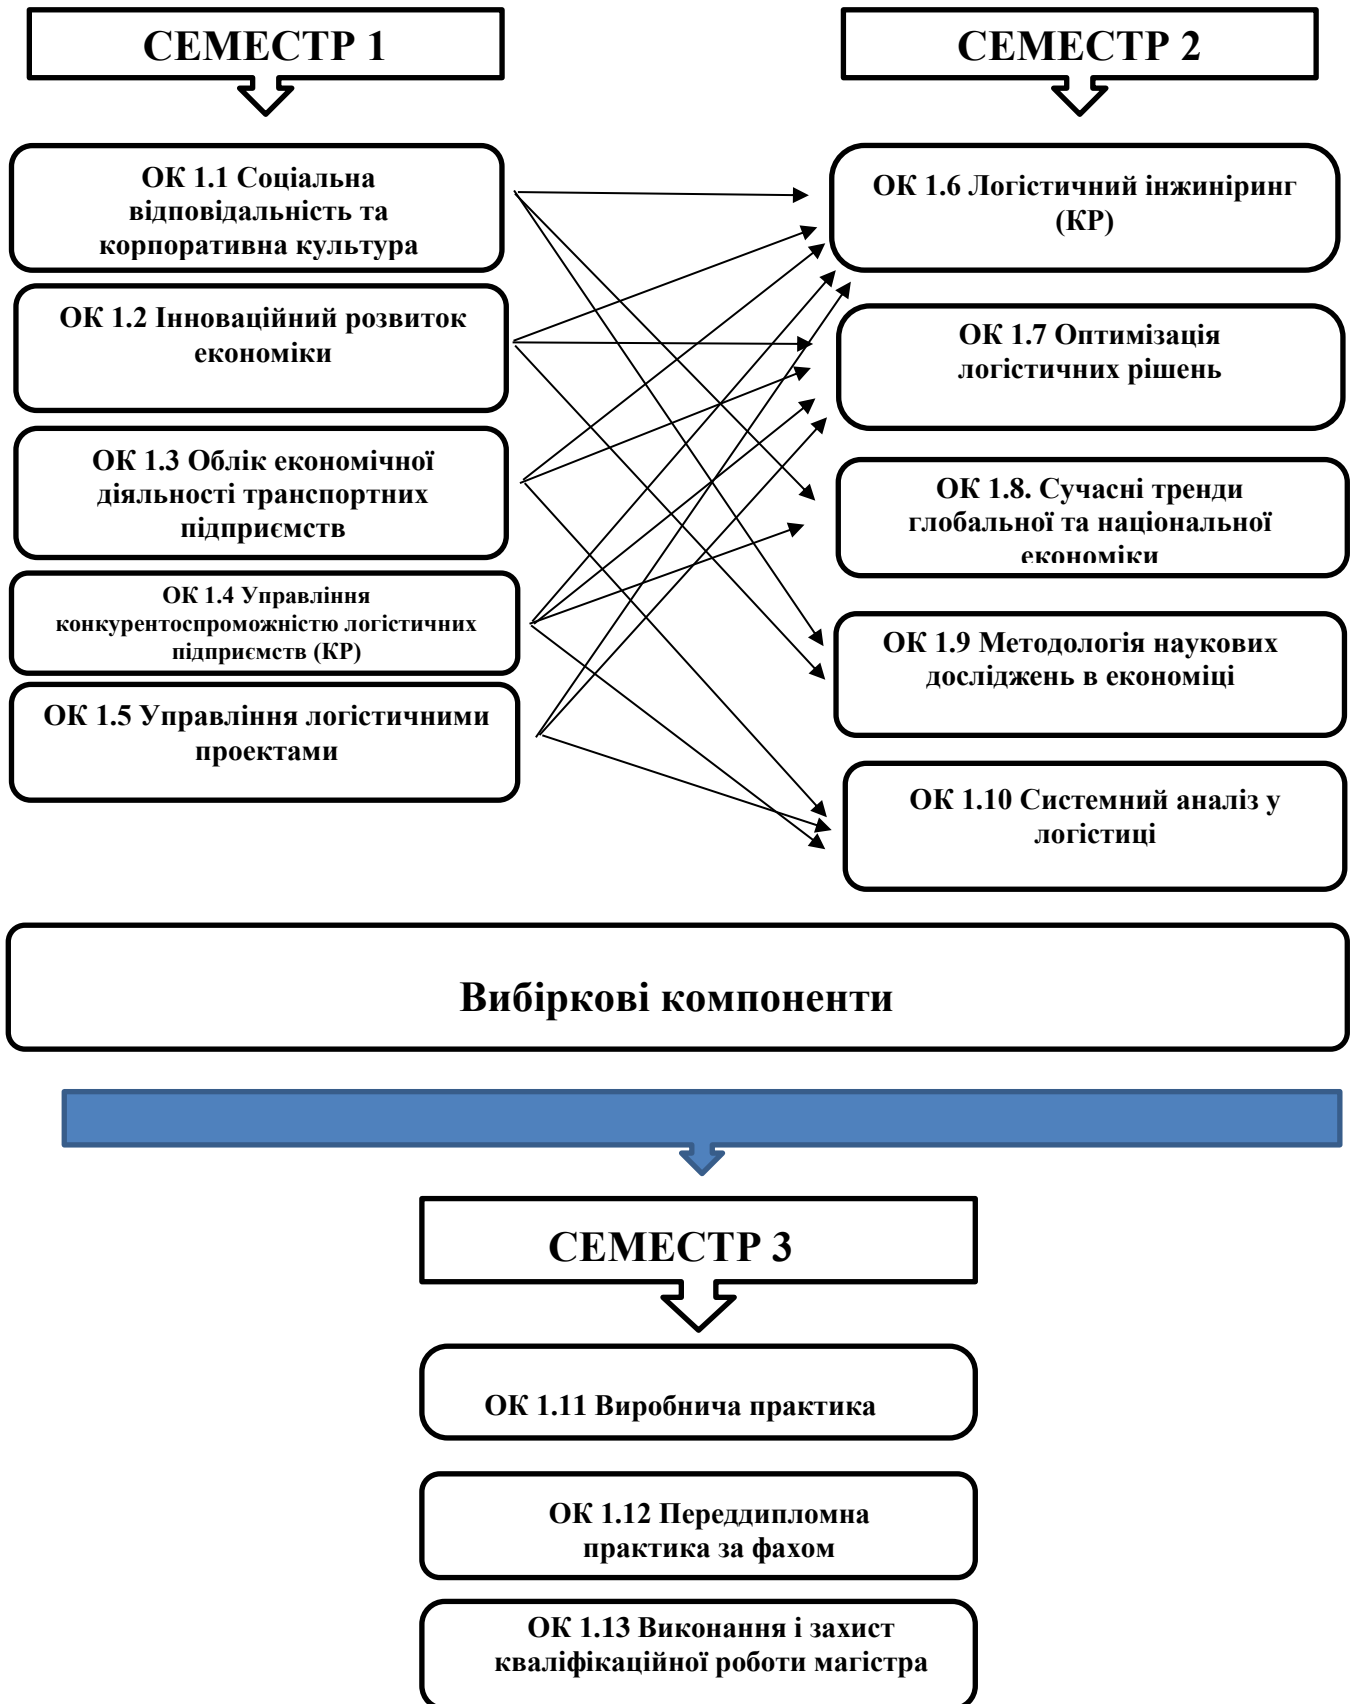 СЕМЕСТР 1
СЕМЕСТР 2
ОК 1.1 Соціальна
відповідальність та
корпоративна культура
ОК 1.2 Інноваційний розвиток
економіки
ОК 1.3 Облік економічної
діяльності транспортних
підприємств
ОК 1.4 Управління
конкурентоспроможністю логістичних
підприємств (КР)
ОК 1.5 Управління логістичними
проектами
ОК 1.6 Логістичний інжиніринг
(КР)
ОК 1.7 Оптимізація
логістичних рішень
ОК 1.8. Сучасні тренди
глобальної та національної
економіки
ОК 1.9 Методологія наукових
досліджень в економіці
ОК 1.10 Системний аналіз у
логістиці
Вибіркові компоненти
СЕМЕСТР 3
ОК 1.11 Виробнича практика
ОК 1.12 Переддипломна
практика за фахом
ОК 1.13 Виконання і захист
кваліфікаційної роботи магістра